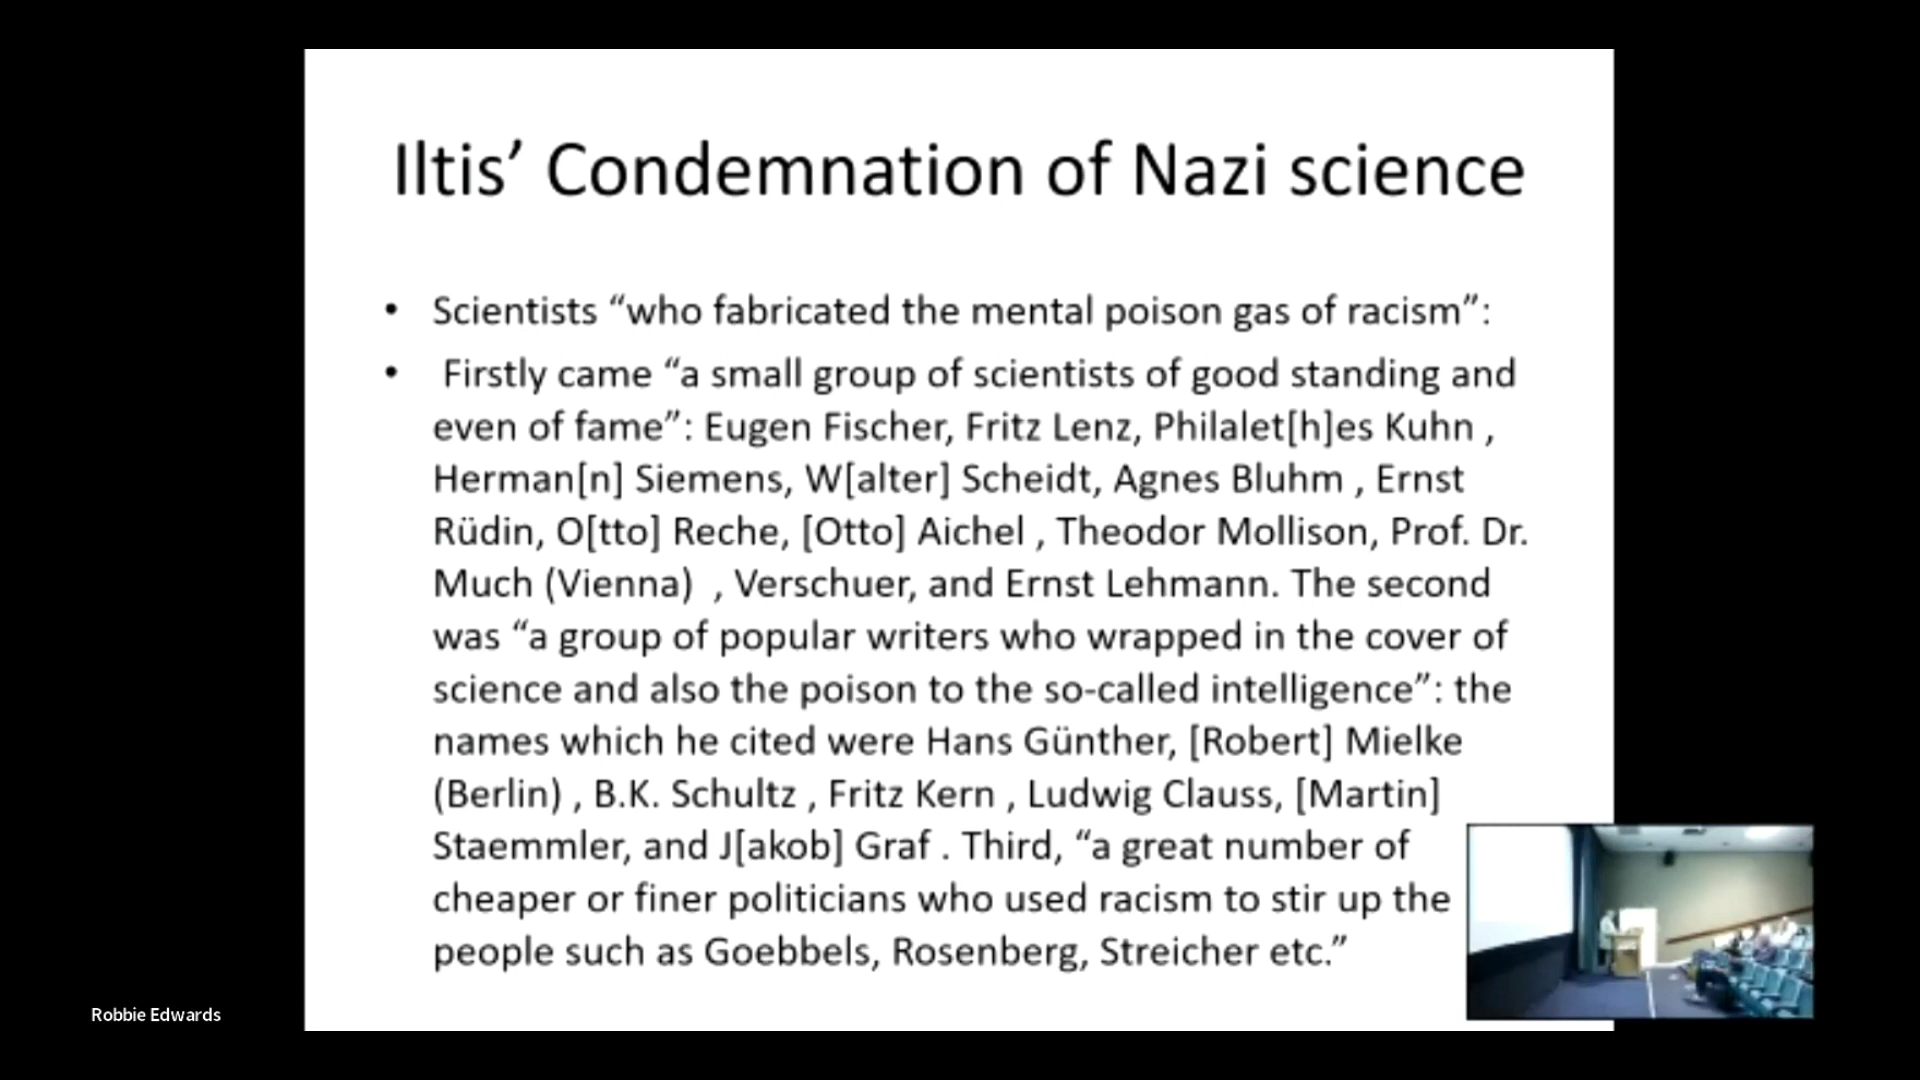 Iltis’ Condemnation of Nazi science
• Scientists “who fabricated the mental poison gas of racism”:
• Firstly came “a small group of scientists of good standing and
even of fame”: Eugen Fischer, Fritz Lenz, Philalet[h]es Kuhn ,
Herman[n] Siemens, W[alter] Scheidt, Agnes Bluhm , Ernst
Rüdin, O[tto] Reche, [Otto] Aichel , Theodor Mollison, Prof. Dr.
Much (Vienna) , Verschuer, and Ernst Lehmann. The second
was “a group of popular writers who wrapped in the cover of
science and also the poison to the so-called intelligence”: the
names which he cited were Hans Günther, [Robert] Mielke
(Berlin) , B.K. Schultz , Fritz Kern , Ludwig Clauss, [Martin]
Staemmler, and J[akob] Graf . Third, “a great number of
cheaper or finer politicians who used racism to stir up the
people such as Goebbels, Rosenberg, Streicher etc.”
Robbie Edwards